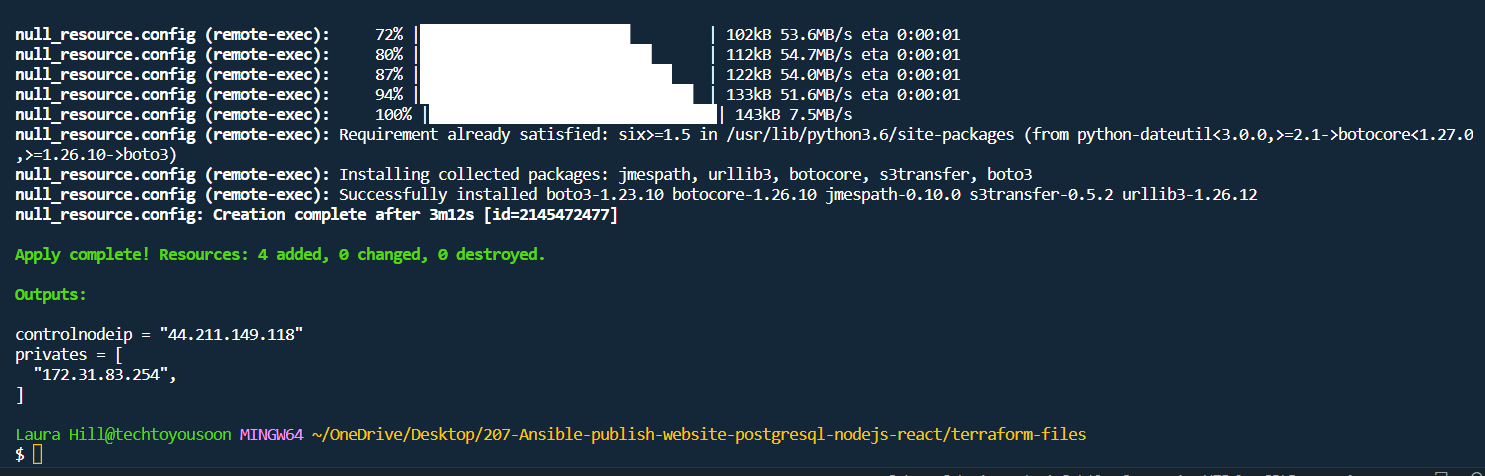 null_resource.config (remote-exec):     72% |                    | 102kB 53.6MB/s eta 0:00:01
null_resource.config (remote-exec):     80% |                    | 112kB 54.7MB/s eta 0:00:01
null_resource.config (remote-exec):     87% |                    | 122kB 54.0MB/s eta 0:00:01
null_resource.config (remote-exec):     94% |                    | 133kB 51.6MB/s eta 0:00:01
null_resource.config (remote-exec):     100% |                    | 143kB 7.5MB/s
null_resource.config (remote-exec): Requirement already satisfied: six>=1.5 in /usr/lib/python3.6/site-packages (from python-dateutil<3.0.0,>=2.1->botocore<1.27.0
,>=1.26.10->boto3)
null_resource.config (remote-exec): Installing collected packages: jmespath, urllib3, botocore, s3transfer, boto3
null_resource.config (remote-exec): Successfully installed boto3-1.23.10 botocore-1.26.10 jmespath-0.10.0 s3transfer-0.5.2 urllib3-1.26.12
null_resource.config: Creation complete after 3m12s [id=2145472477]
Apply complete! Resources: 4 added, 0 changed, 0 destroyed.
Outputs:
controlnodeip = "44.211.149.118"
privates = [
  "172.31.83.254",
]
Laura Hill@techtoyousoon MINGW64 ~/OneDrive/Desktop/207-Ansible-publish-website-postgresql-nodejs-react/terraform-files
$